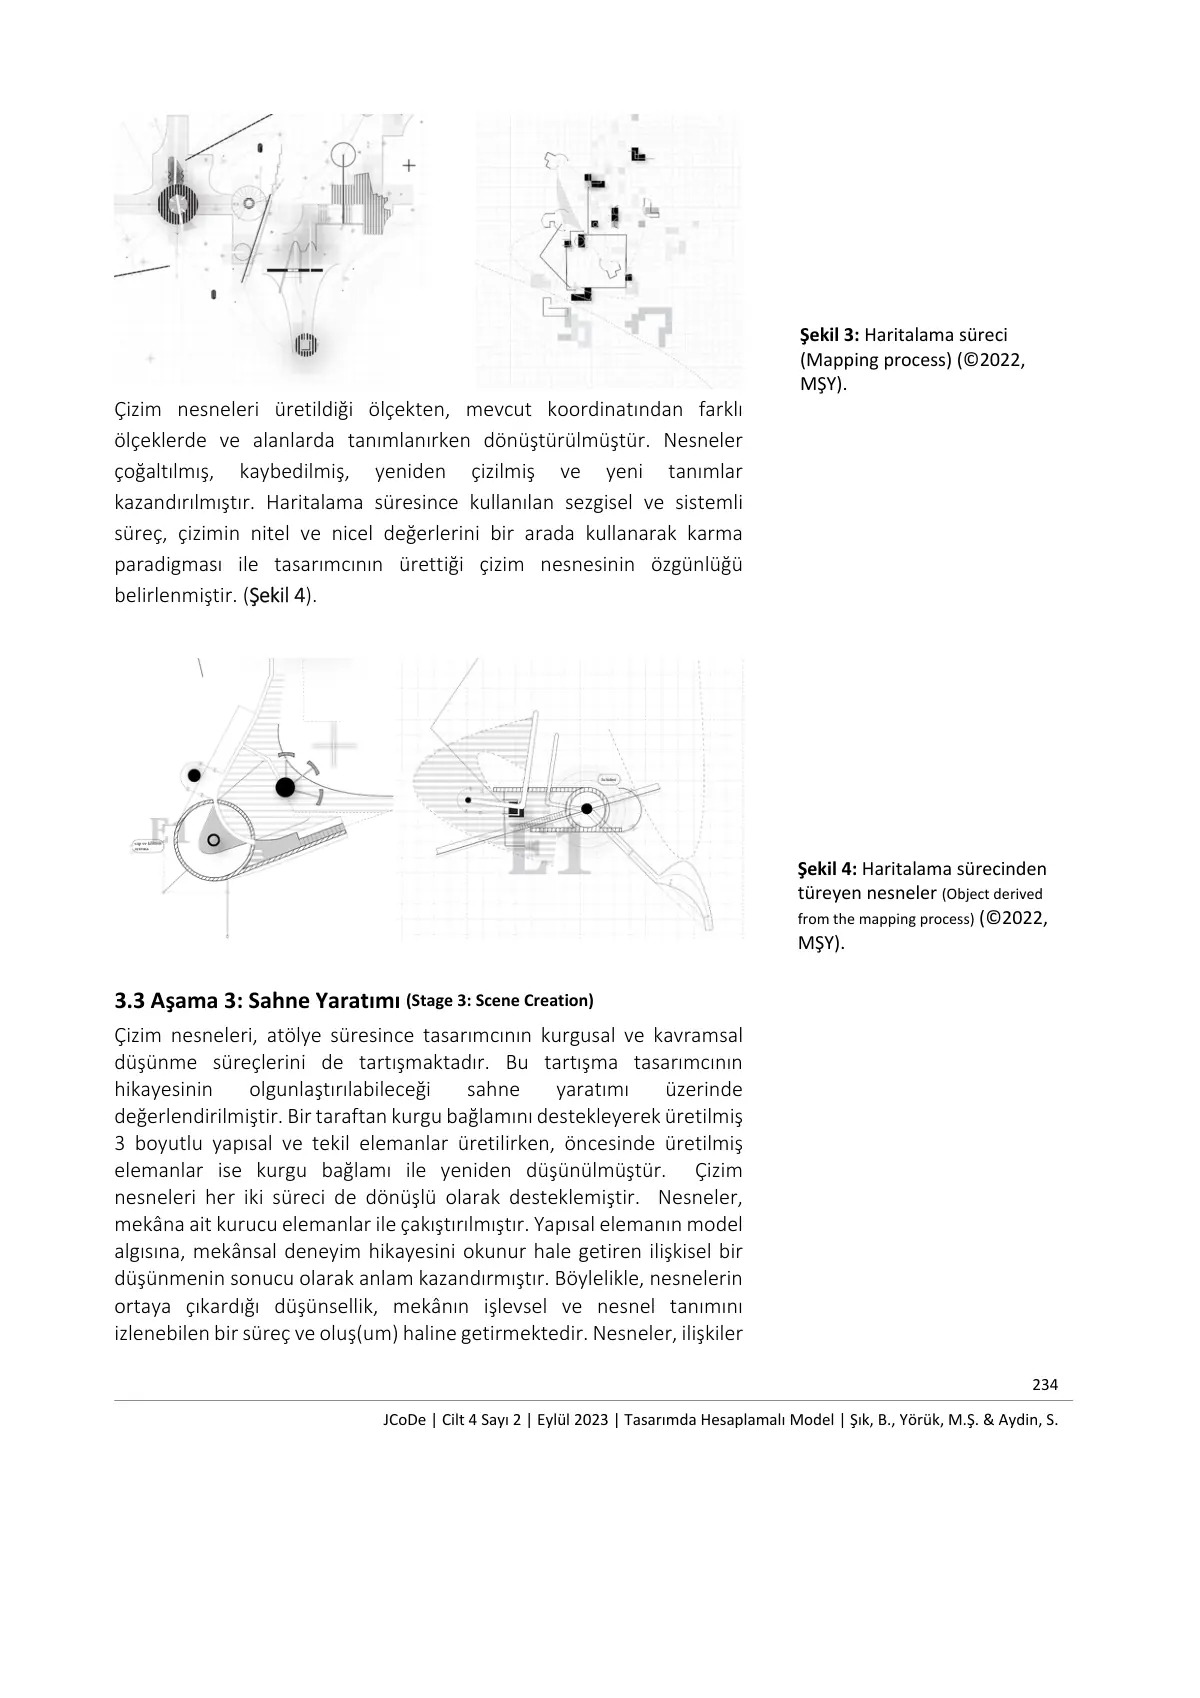 Şekil 3: Haritalama süreci
(Mapping process) (©2022,
MŞY).
Çizim nesneleri üretildiği ölçekten, mevcut koordinatından farklı
ölçeklerde ve alanlarda tanımlanırken dönüştürülmüştür. Nesneler
çoğaltılmış, kaybedilmiş, yeniden çizilmiş ve yeni tanımlar
kazandırılmıştır. Haritalama süresince kullanılan sezgisel ve sistemli
süreç, çizimin nitel ve nicel değerlerini bir arada kullanarak karma
paradigması ile tasarımcının ürettiği çizim nesnesinin özgünlüğü
belirlenmiştir. (Şekil 4).
E1
E1
Şekil 4: Haritalama sürecinden
türeyen nesneler (Object derived
from the mapping process) (©2022,
MŞY).
3.3 Aşama 3: Sahne Yaratımı (Stage 3: Scene Creation)
Çizim nesneleri, atölye süresince tasarımcının kurgusal ve kavramsal
düşünme süreçlerini de tartışmaktadır. Bu tartışma tasarımcının
hikayesinin olgunlaştırılabileceği sahne yaratımı üzerinde
değerlendirilmiştir. Bir taraftan kurgu bağlamını destekleyerek üretilmiş
3 boyutlu yapısal ve tekil elemanlar üretilirken, öncesinde üretilmiş
elemanlar ise kurgu bağlamı ile yeniden düşünülmüştür. Çizim
nesneleri her iki süreci de dönüşlü olarak desteklemiştir. Nesneler,
mekâna ait kurucu elemanlar ile çakıştırılmıştır. Yapısal elemanın model
algısına, mekânsal deneyim hikayesini okunur hale getiren ilişkisel bir
düşünmenin sonucu olarak anlam kazandırmıştır. Böylelikle, nesnelerin
ortaya çıkardığı düşünsellik, mekânın işlevsel ve nesnel tanımını
izlenebilen bir süreç ve oluş(um) haline getirmektedir. Nesneler, ilişkiler
234
JCoDe | Cilt 4 Sayı 2 | Eylül 2023 | Tasarımda Hesaplamalı Model | Şık, B., Yörük, M.Ş. & Aydin, S.